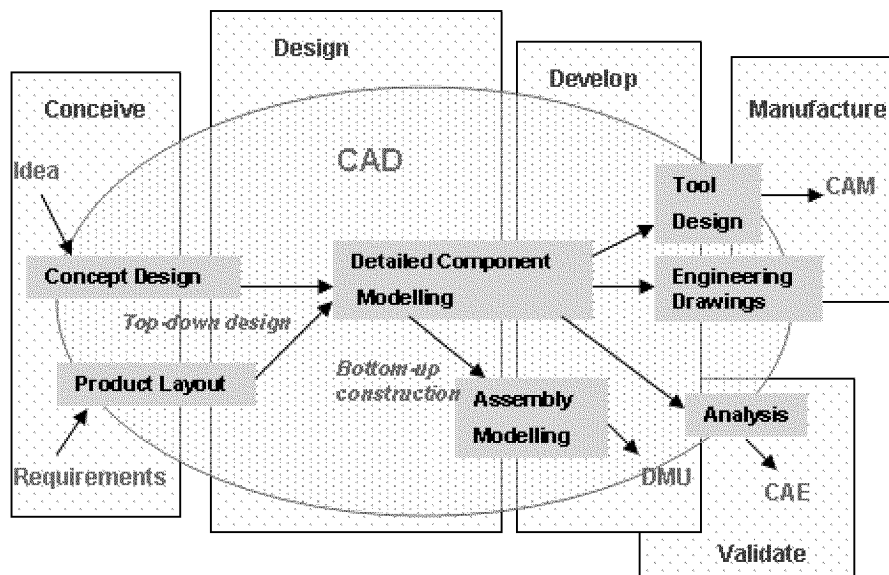 Design
Develop
Conceive
Manufacture
CAD
Idea
Tool
Design
CAM
Concept Design
Detailed Component
Modelling
Engineering
Drawings
Top-down design
Product Layout
Bottom-up
construction
Assembly
Modelling
Analysis
Requirements
DMU
CAE
Validate